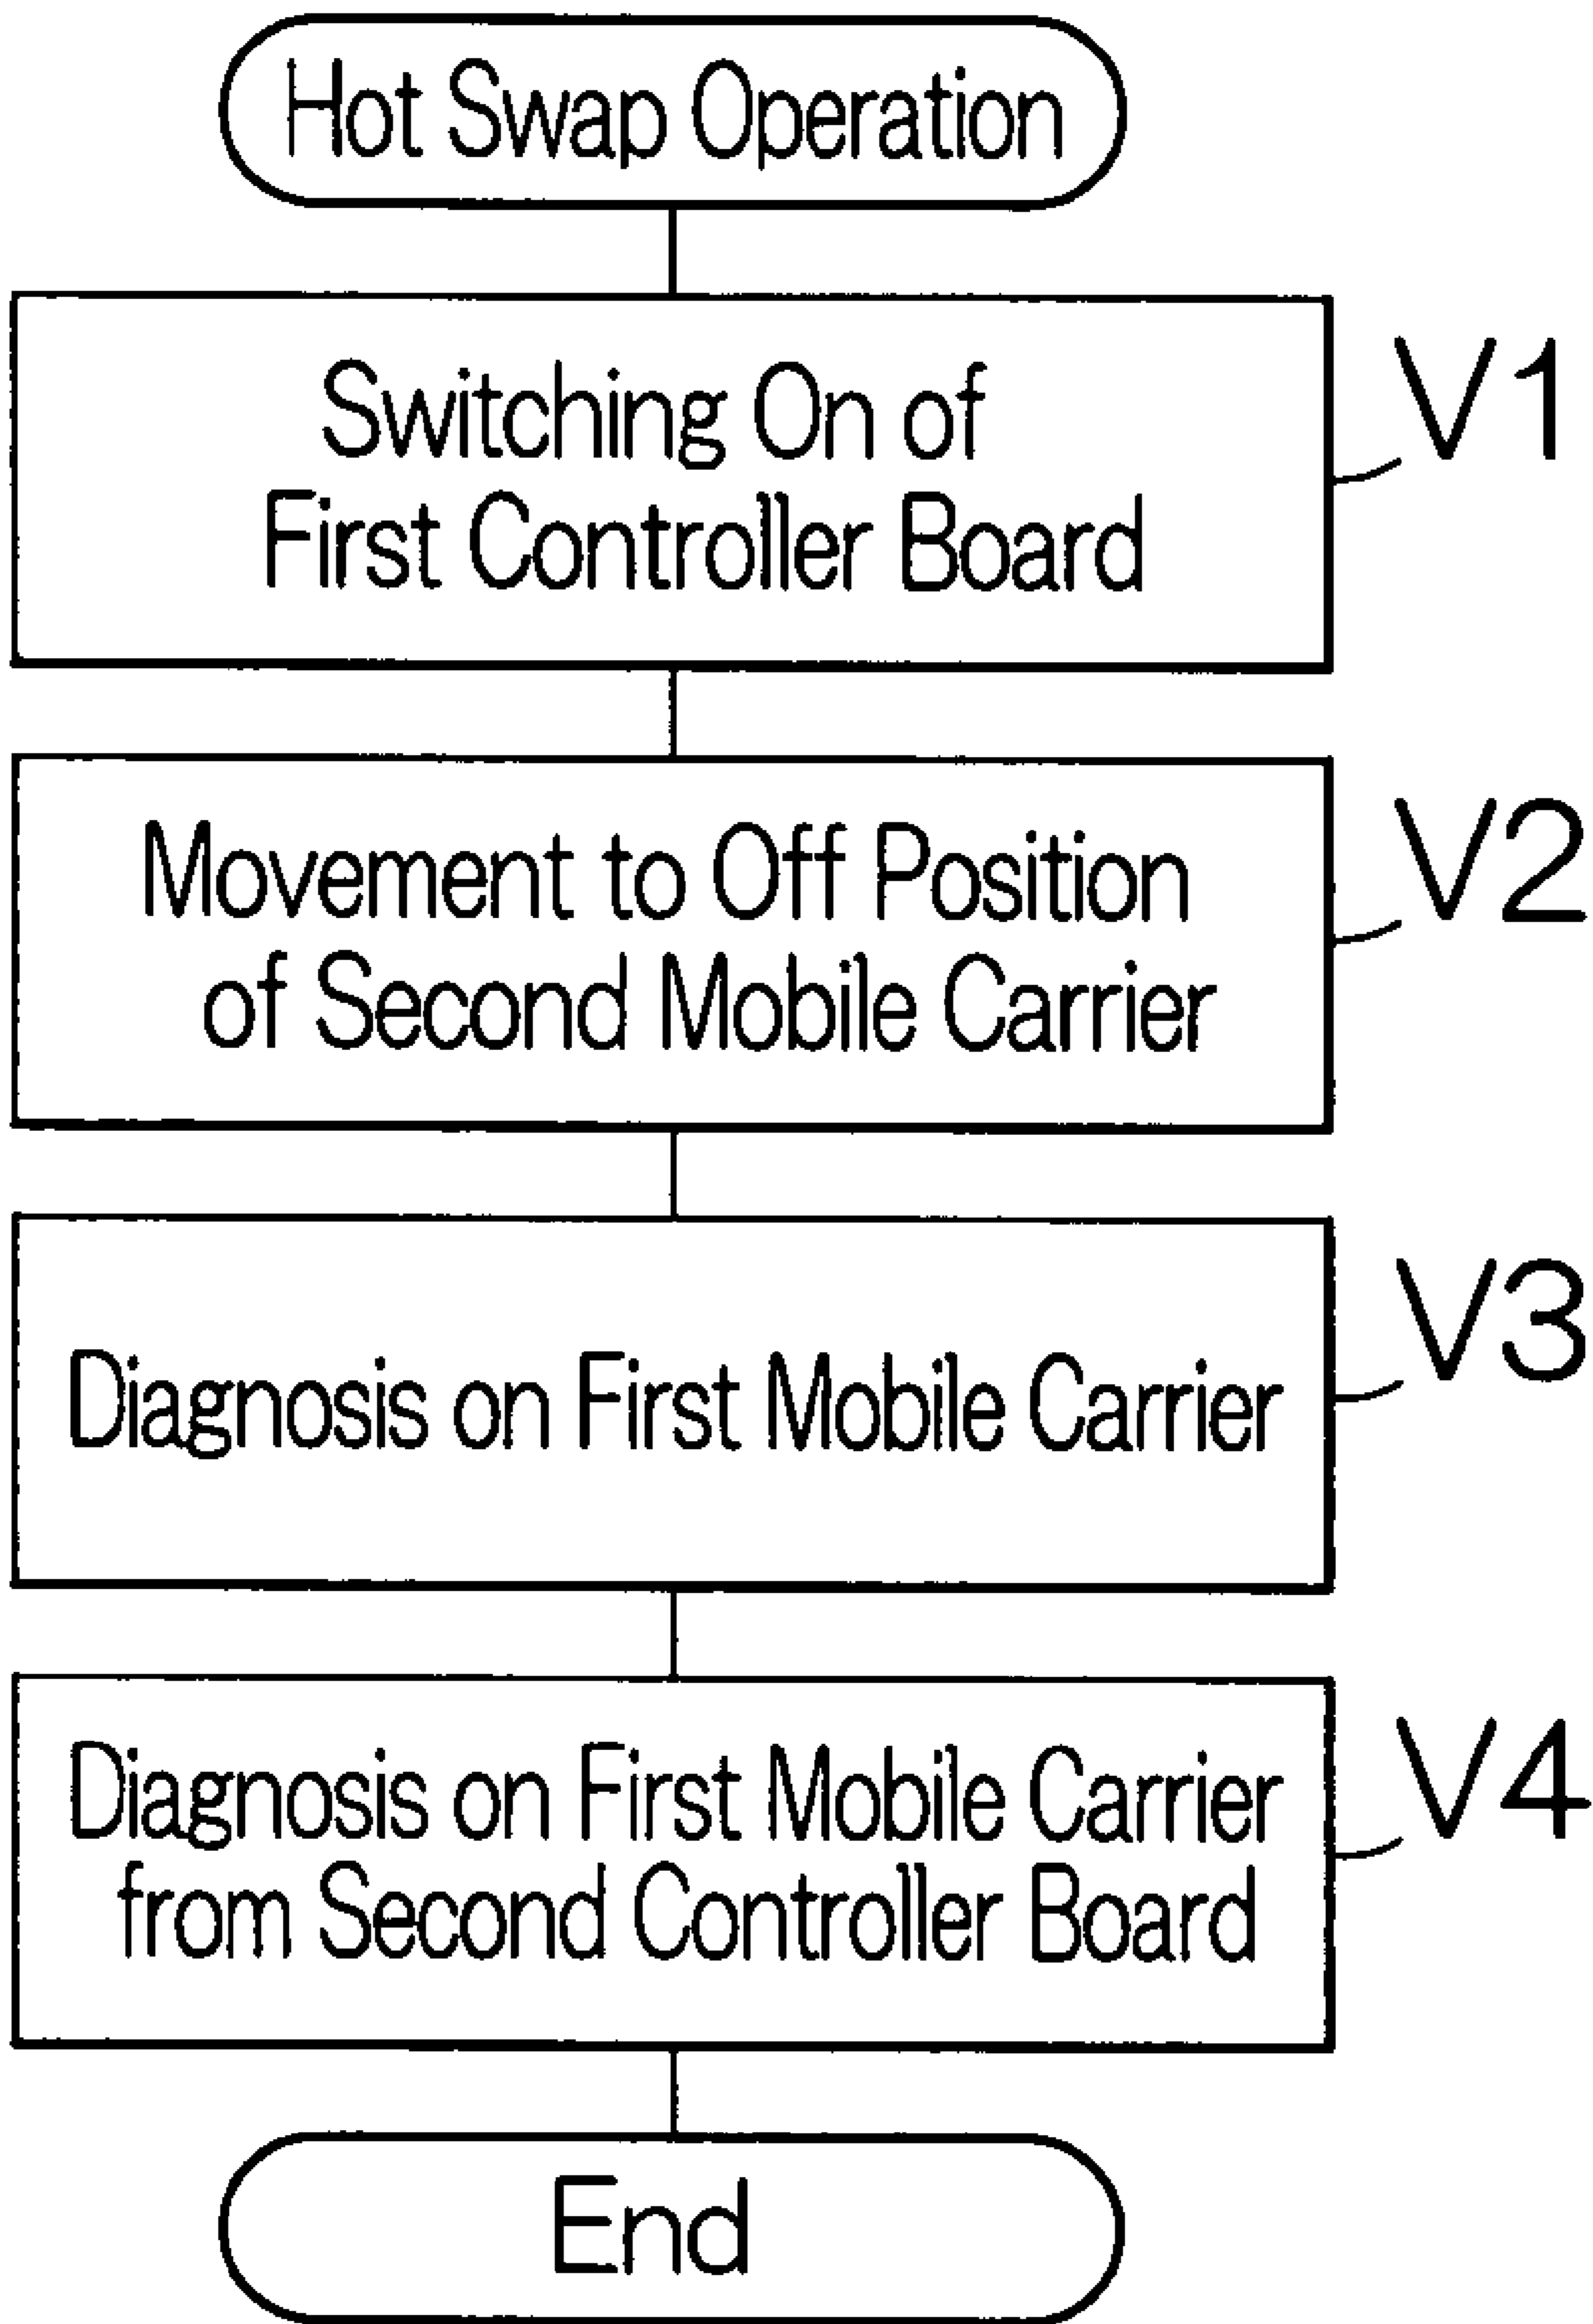 Hot Swap Operation
Switching On of
First Controller Board
V1
Movement to Off Position
of Second Mobile Carrier
V2
Diagnosis on First Mobile Carrier
V3
Diagnosis on First Mobile Carrier
from Second Controller Board
V4
End